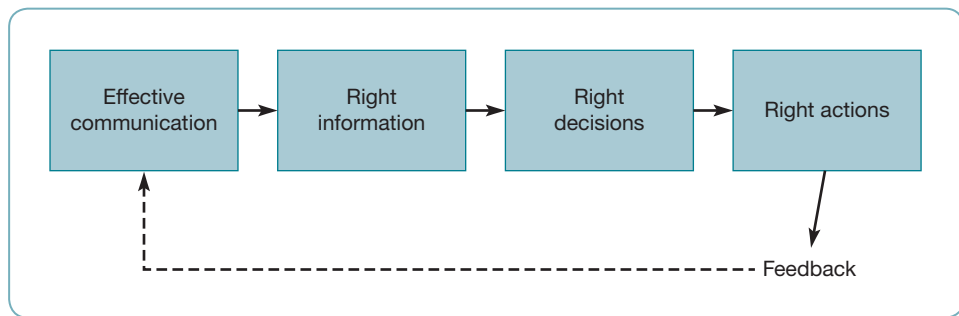 Effective
communication
Right
information
Right
decisions
Right actions
Feedback